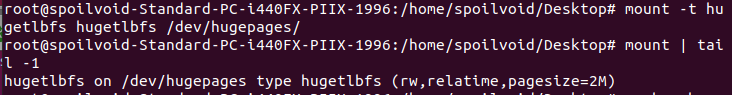 root@spoilvoid-Standard-PC-i440FX-PIIX-1996:/home/spoilvoid/Desktop# mount -t hu
getlbfs hugetlbfs /dev/hugepages/
root@spoilvoid-Standard-PC-i440FX-PIIX-1996:/home/spoilvoid/Desktop# mount | tai
l -1
hugetlbfs on /dev/hugepages type hugetlbfs (rw,relatime,pagesize=2M)